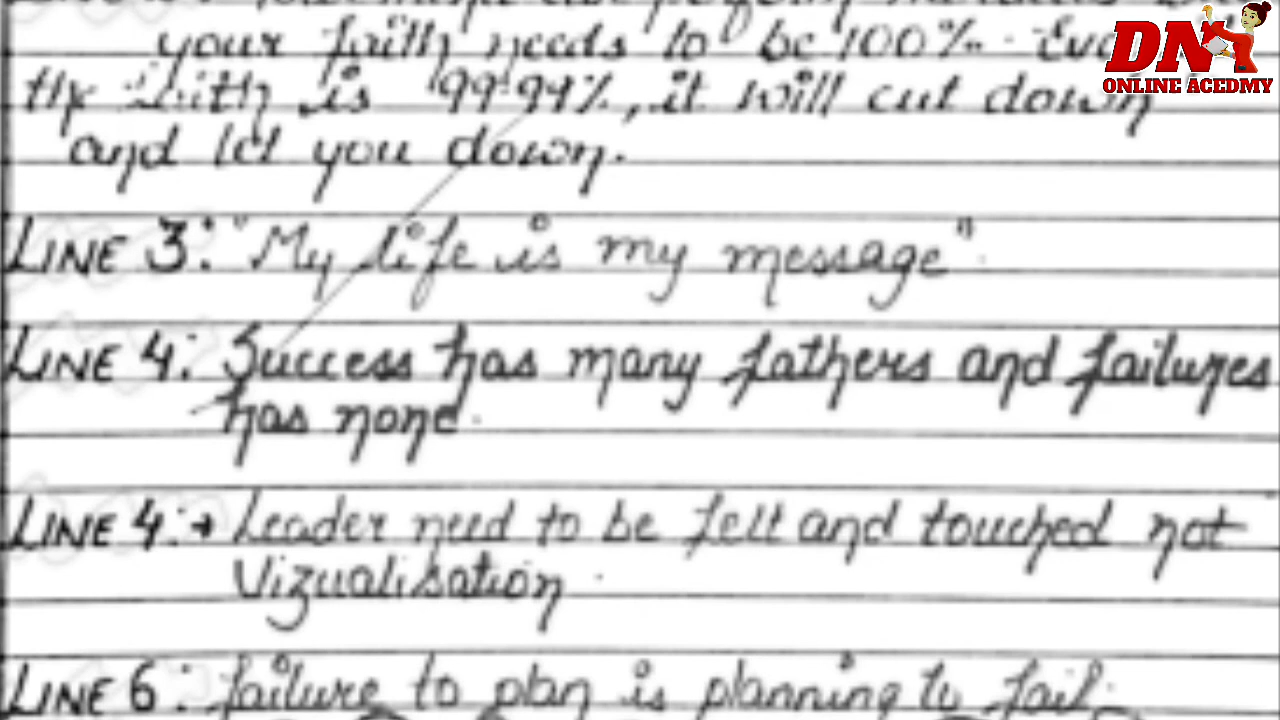 your faith needs to be 100%. Eve
the faith is 99.99%, it will cut down
and let you down.
LINE 3: "My life is my message".
LINE 4: Success has many fathers and failures
has none.
LINE 4: → Leader need to be felt and touched not
Vizualisation.
LINE 6: failure to plan is planning to fail.
DNA
ONLINE ACEDMY